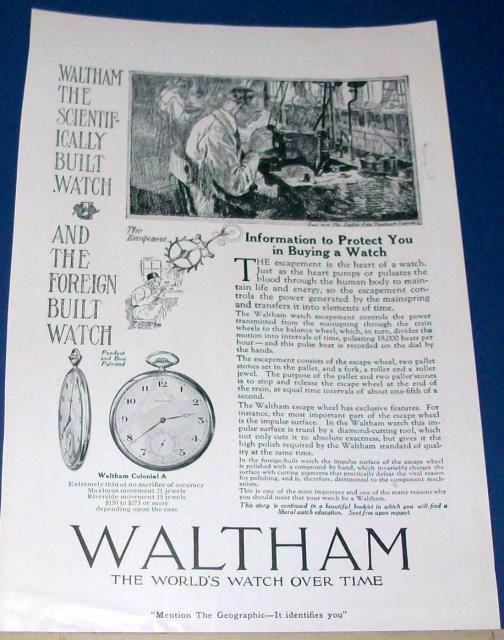 WALTHAM
THE
SCIENTIF-
ICALLY
BUILT
WATCH
AND
THE
FOREIGN
BUILT
WATCH
The
Escapement
Information to Protect You
in Buying a Watch
THE escapement is the heart of a watch.
Just as the heart pumps or pulsates the
blood through the human body to main-
tain life and energy, so the escapement con-
trols the power generated by the mainspring
and transfers it into elements of time.
The Waltham watch escapement controls the power
transmitted from the mainspring through the train
wheels to the balance wheel, which, in turn, divides the
motion into intervals of time, pulsating 18,000 beats per
hour—and this pulse beat is recorded on the dial by
the hands.
The escapement consists of the escape wheel, two pallet
stones set in the pallet, and a fork, a roller and a roller
jewel. The purpose of the pallet and two pallet stones
is to stop and release the escape wheel at the end of
the train, at equal time intervals of about one-fifth of a
second.
The Waltham escape wheel has exclusive features. For
instance, the most important part of the escape wheel
is the impulse surface. In the Waltham watch this im-
pulse surface is trued by a diamond-cutting tool, which
not only cuts it to absolute exactness, but gives it the
high polish required by the Waltham standard of qual-
ity at the same time.
In the foreign-built watch the impulse surface of the escape wheel
is polished with a compound by hand, which invariably charges the
surface with cutting pigments that practically defeat the vital reason
for polishing, and is, therefore, detrimental to the component mech-
anism.
This is one of the most important and one of the many reasons why
you should insist that your watch be a Waltham.
This story is continued in a beautiful booklet in which you will find a
liberal watch education. Sent free upon request.
Pendant
and Bow
Patented
11 12 1
10 2
9 3
8 4
7 5
Waltham Colonial A
Extremely thin at no sacrifice of accuracy
Maximus movement 21 jewels
Riverside movement 19 jewels
$150 to $275 or more
depending upon the case
WALTHAM
THE WORLD'S WATCH OVER TIME
"Mention The Geographic—It identifies you"